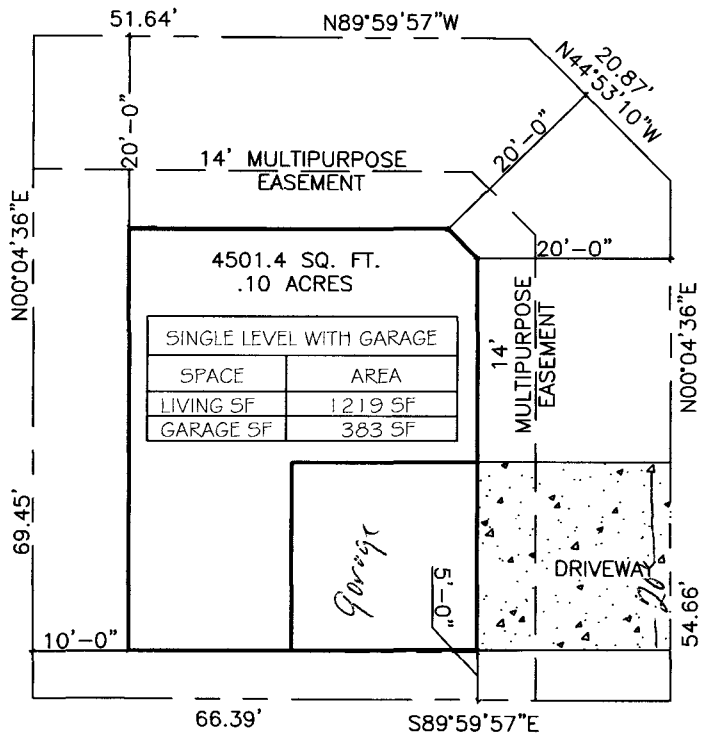 51.64'
N89°59'57"W
20.87'
N44°53'10"W
20'-0"
20'-0"
14' MULTIPURPOSE
EASEMENT
N00°04'36"E
4501.4 SQ. FT.
.10 ACRES
20'-0"
SINGLE LEVEL WITH GARAGE
SPACE AREA
LIVING SF 1219 SF
GARAGE SF 383 SF
14'
MULTIPURPOSE
EASEMENT
N00°04'36"E
69.45'
Garage
5'-0"
DRIVEWAY
20
54.66'
10'-0"
66.39'
S89°59'57"E